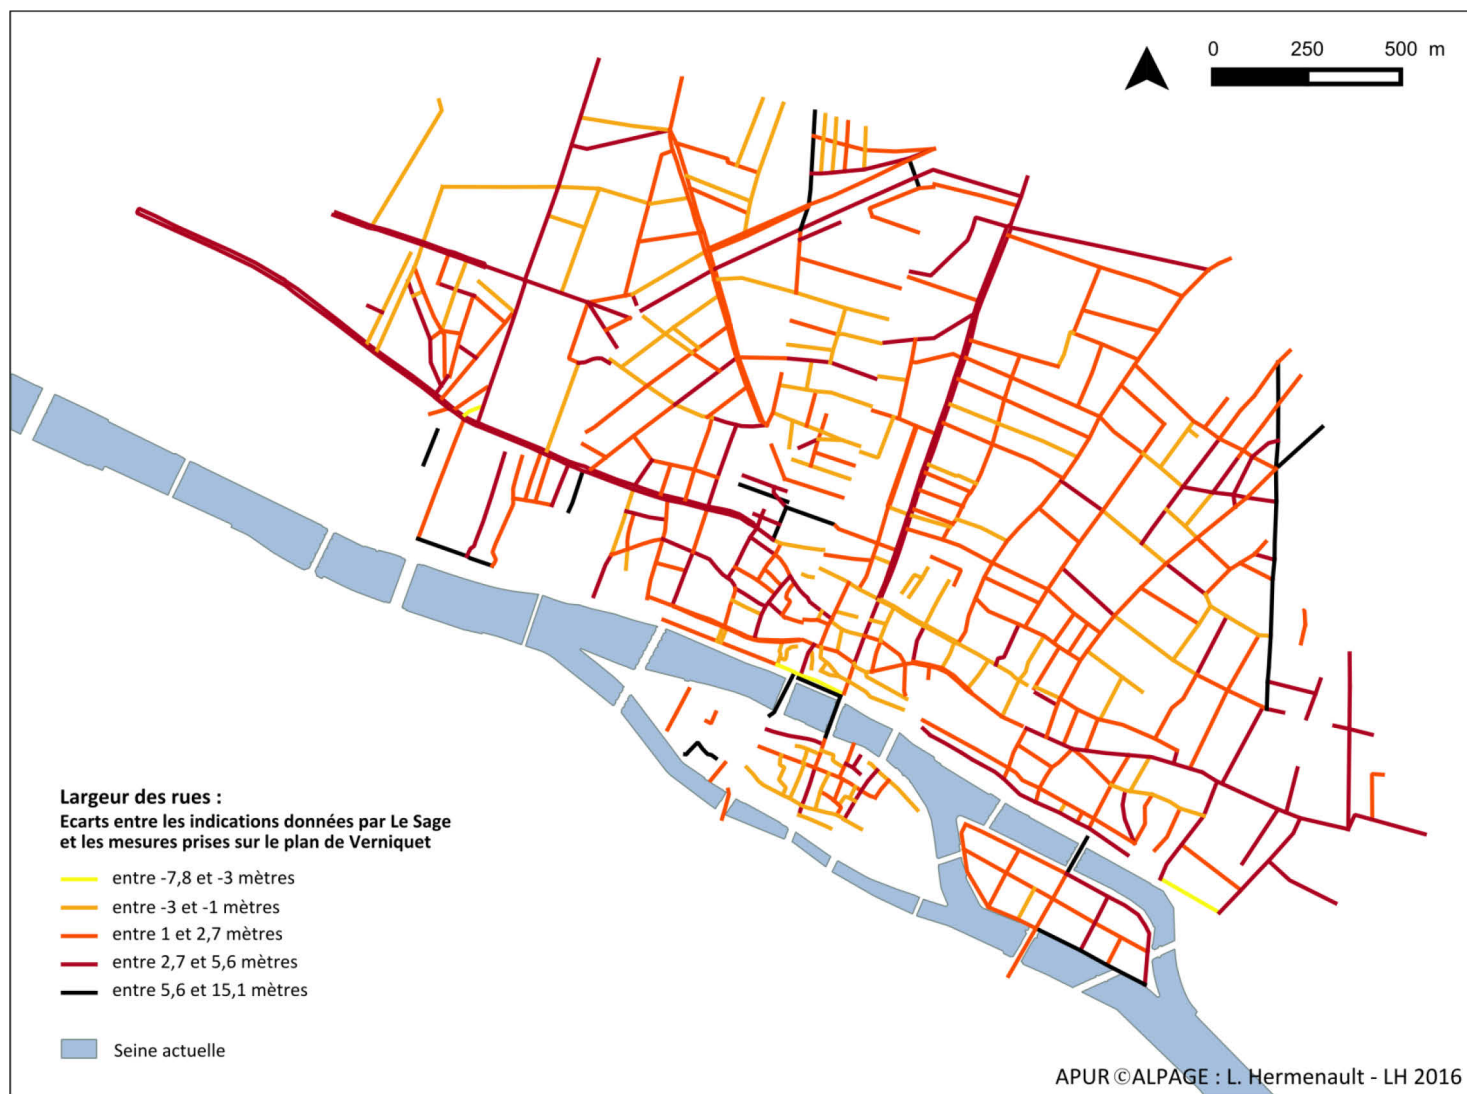 0 250 500 m
Largeur des rues :
Ecarts entre les indications données par Le Sage
et les mesures prises sur le plan de Verniquet
entre -7,8 et -3 mètres
entre -3 et -1 mètres
entre 1 et 2,7 mètres
entre 2,7 et 5,6 mètres
entre 5,6 et 15,1 mètres
Seine actuelle
APUR ©ALPAGE : L. Hermenault - LH 2016